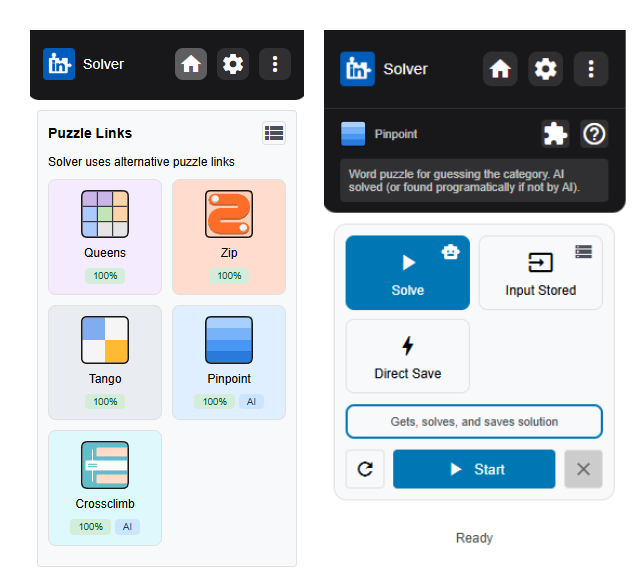 in
Solver
Puzzle Links
Solver uses alternative puzzle links
Queens
100%
Zip
100%
Tango
100%
Pinpoint
100% AI
Crossclimb
100% AI
in
Solver
Pinpoint
Word puzzle for guessing the category. AI
solved (or found programatically if not by AI).
Solve
Input Stored
Direct Save
Gets, solves, and saves solution
Start
Ready